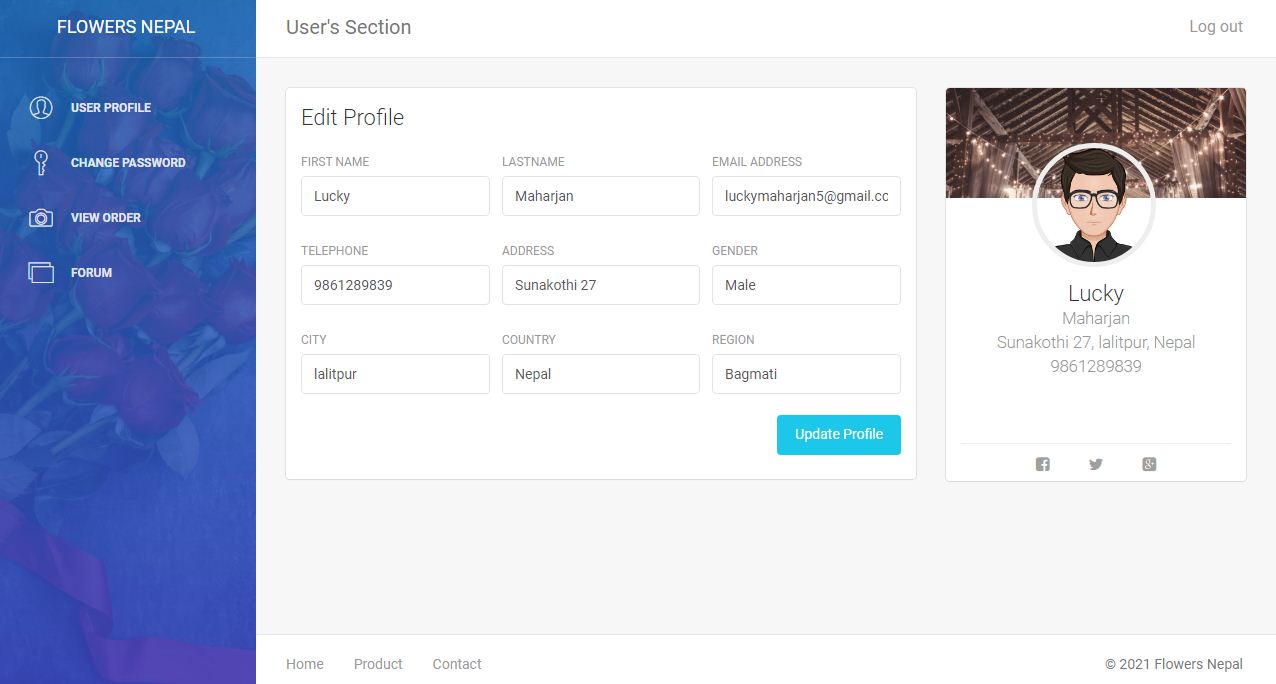 FLOWERS NEPAL
User's Section
Log out
USER PROFILE
CHANGE PASSWORD
VIEW ORDER
FORUM
Edit Profile
FIRST NAME LASTNAME EMAIL ADDRESS
Lucky Maharjan luckymaharjan5@gmail.cc
TELEPHONE ADDRESS GENDER
9861289839 Sunakothi 27 Male
CITY COUNTRY REGION
lalitpur Nepal Bagmati
Update Profile
Lucky
Maharjan
Sunakothi 27, lalitpur, Nepal
9861289839
Home Product Contact
© 2021 Flowers Nepal